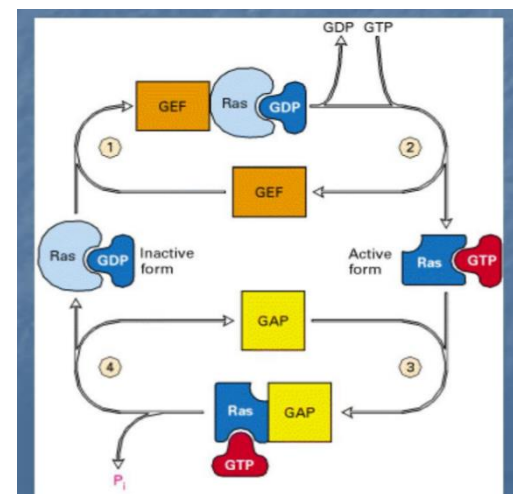 GDP GTP
GEF
Ras
GDP
1
2
GEF
Ras
GDP
Inactive
form
Active
form
Ras
GTP
GAP
4
3
Ras
GAP
GTP
Pi